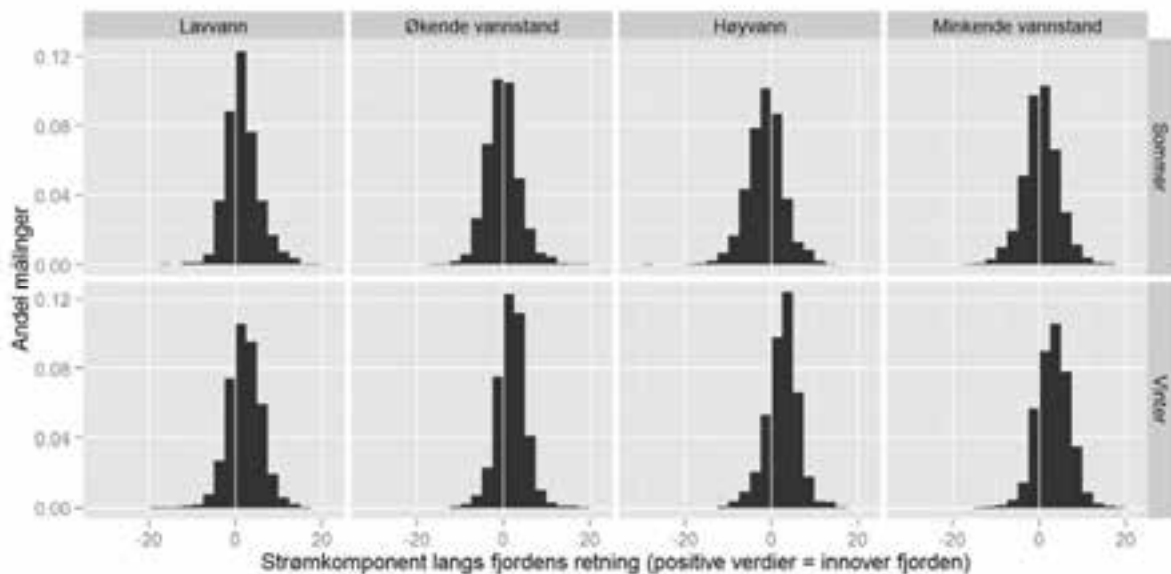 Lavvann Økende vannstand Høyvann Minkende vannstand
0.12
0.08
0.04
0.00
Sommer
0.12
0.08
0.04
0.00
Vinter
Andel målinger
-20 0 20 -20 0 20 -20 0 20 -20 0 20
Strømkomponent langs fjordens retning (positive verdier = innover fjorden)